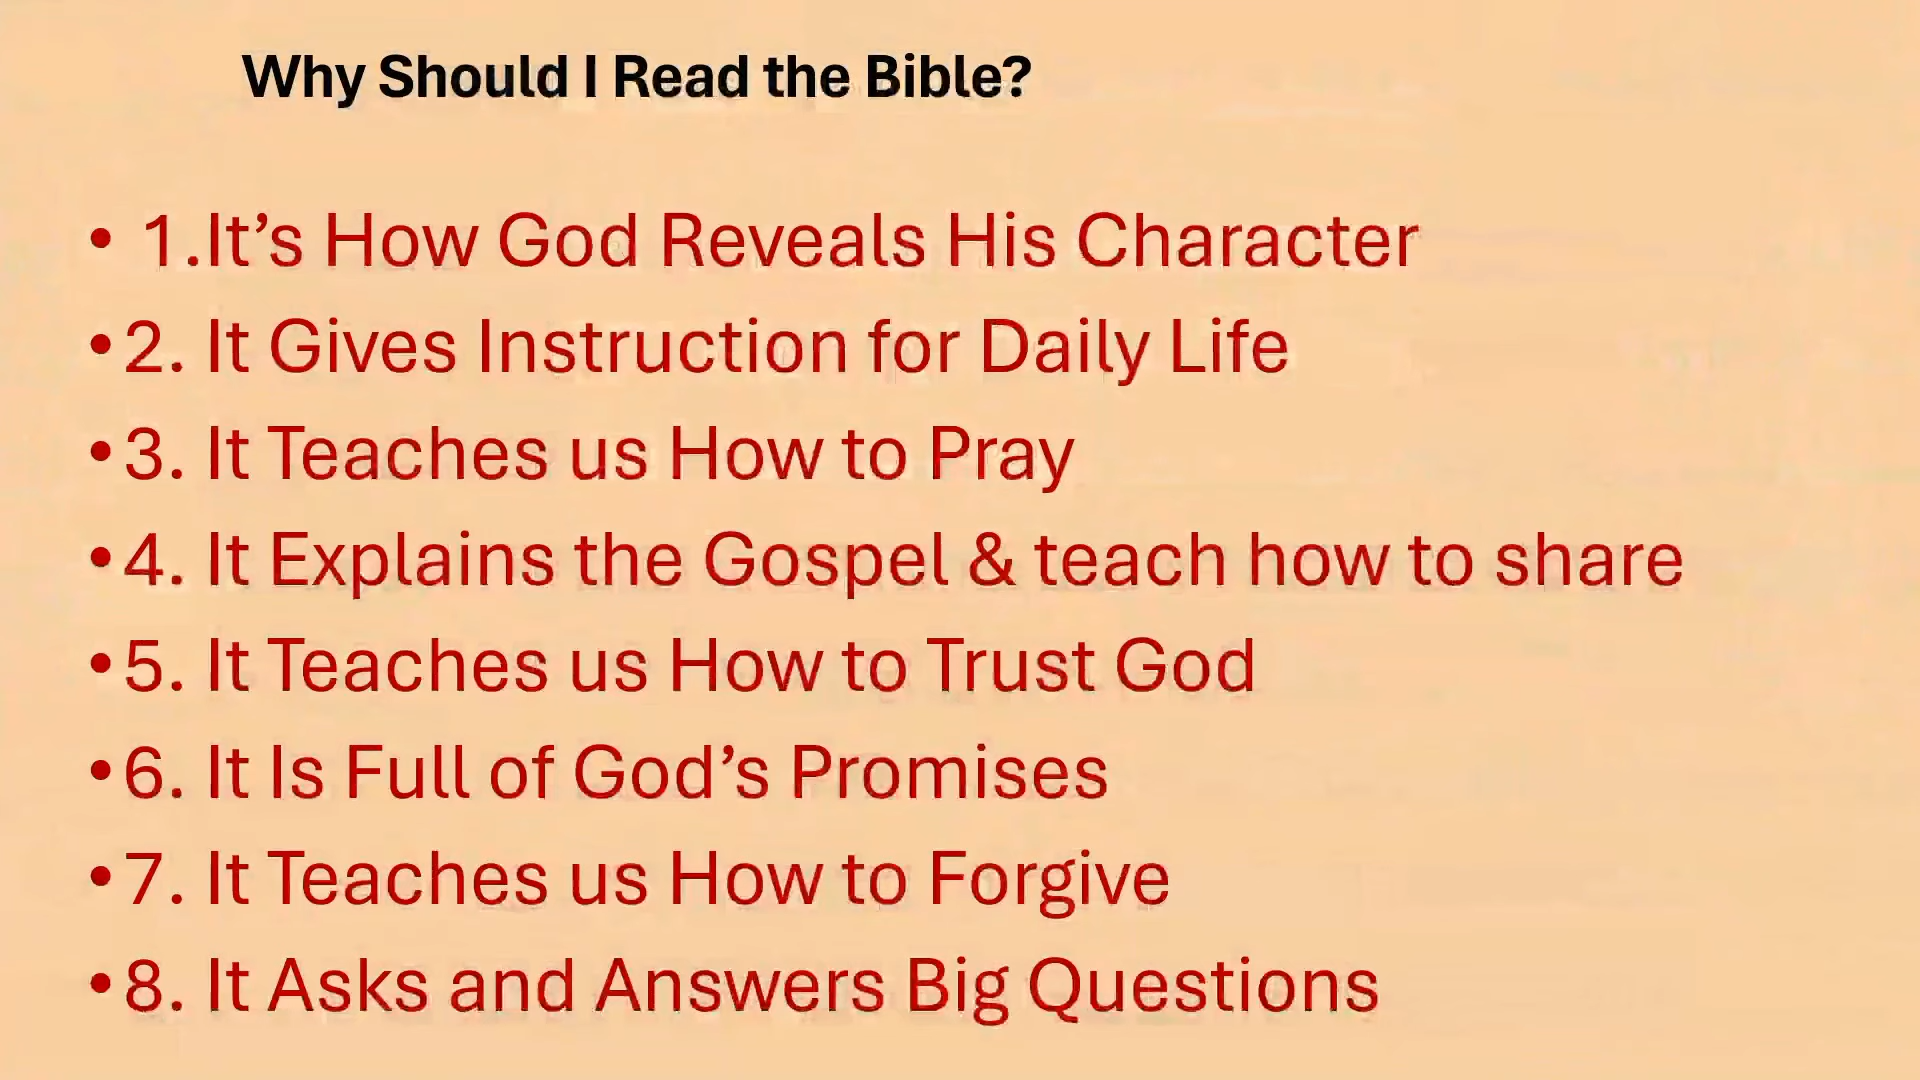 Why Should I Read the Bible?
• 1.It’s How God Reveals His Character
• 2. It Gives Instruction for Daily Life
• 3. It Teaches us How to Pray
• 4. It Explains the Gospel & teach how to share
• 5. It Teaches us How to Trust God
• 6. It Is Full of God’s Promises
• 7. It Teaches us How to Forgive
• 8. It Asks and Answers Big Questions